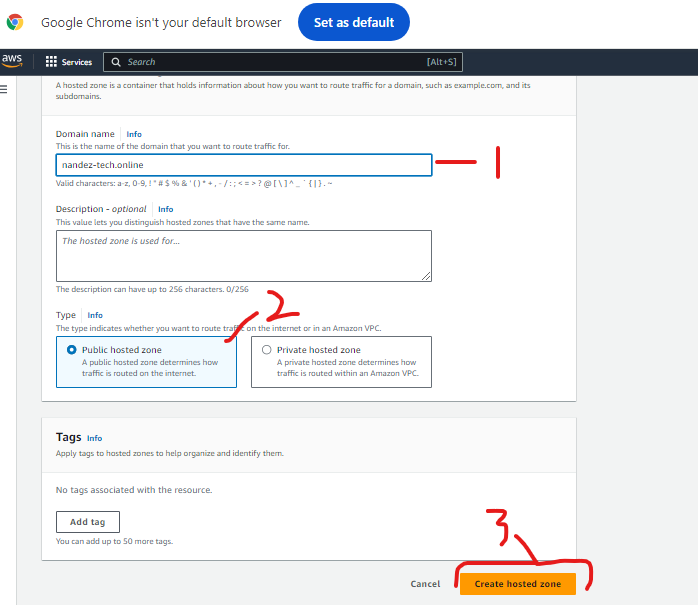 Google Chrome isn't your default browser
Set as default
aws
Services
Search
[Alt+S]
A hosted zone is a container that holds information about how you want to route traffic for a domain, such as example.com, and its
subdomains.
Domain name
Info
This is the name of the domain that you want to route traffic for.
nandez-tech.online
1
Valid characters: a-z, 0-9, ! " # $ % & ' ( ) * + , - / : ; < = > ? @ [ \ ] ^ _ ` { | } . ~
Description - optional
Info
This value lets you distinguish hosted zones that have the same name.
The hosted zone is used for...
The description can have up to 256 characters. 0/256
2
Type
Info
The type indicates whether you want to route traffic on the internet or in an Amazon VPC.
Public hosted zone
A public hosted zone determines how
traffic is routed on the internet.
Private hosted zone
A private hosted zone determines how
traffic is routed within an Amazon VPC.
Tags
Info
Apply tags to hosted zones to help organize and identify them.
No tags associated with the resource.
Add tag
You can add up to 50 more tags.
3
Cancel
Create hosted zone